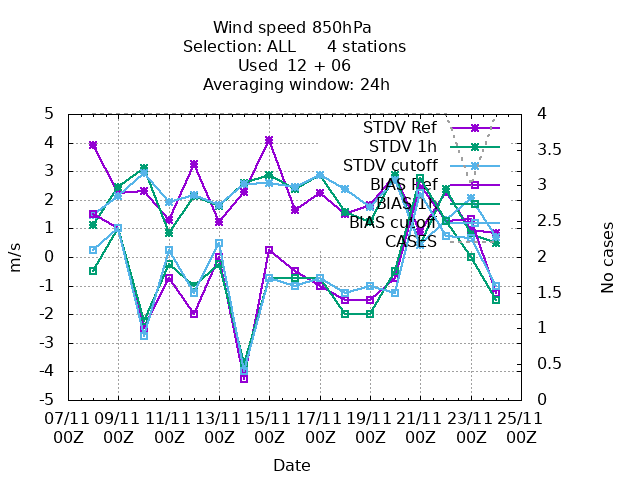 Wind speed 850hPa
Selection: ALL 4 stations
Used 12 + 06
Averaging window: 24h
STDV Ref
STDV 1h
STDV cutoff
BIAS Ref
BIAS 1h
BIAS cutoff
CASES
5
4
3
2
1
0
-1
-2
-3
-4
-5
m/s
4
3.5
3
2.5
2
1.5
1
0.5
0
No cases
07/11 09/11 11/11 13/11 15/11 17/11 19/11 21/11 23/11 25/11
00Z 00Z 00Z 00Z 00Z 00Z 00Z 00Z 00Z 00Z
Date